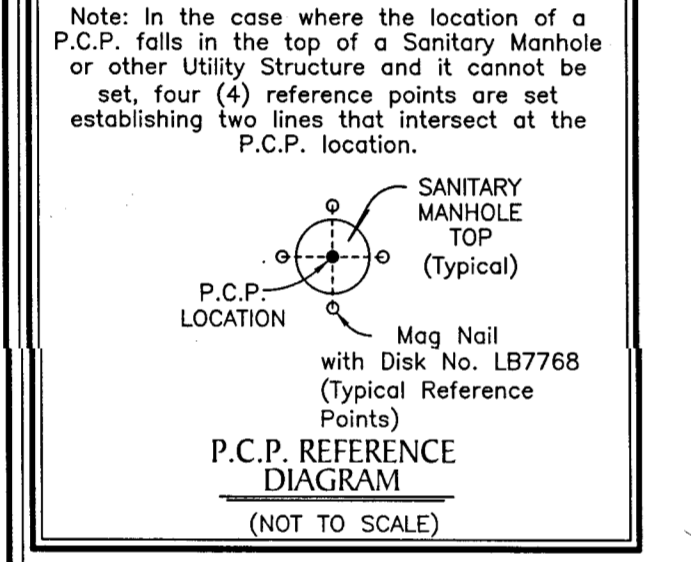 Note: In the case where the location of a
P.C.P. falls in the top of a Sanitary Manhole
or other Utility Structure and it cannot be
set, four (4) reference points are set
establishing two lines that intersect at the
P.C.P. location.
SANITARY
MANHOLE
TOP
(Typical)
P.C.P.
LOCATION
Mag Nail
with Disk No. LB7768
(Typical Reference
Points)
P.C.P. REFERENCE
DIAGRAM
(NOT TO SCALE)